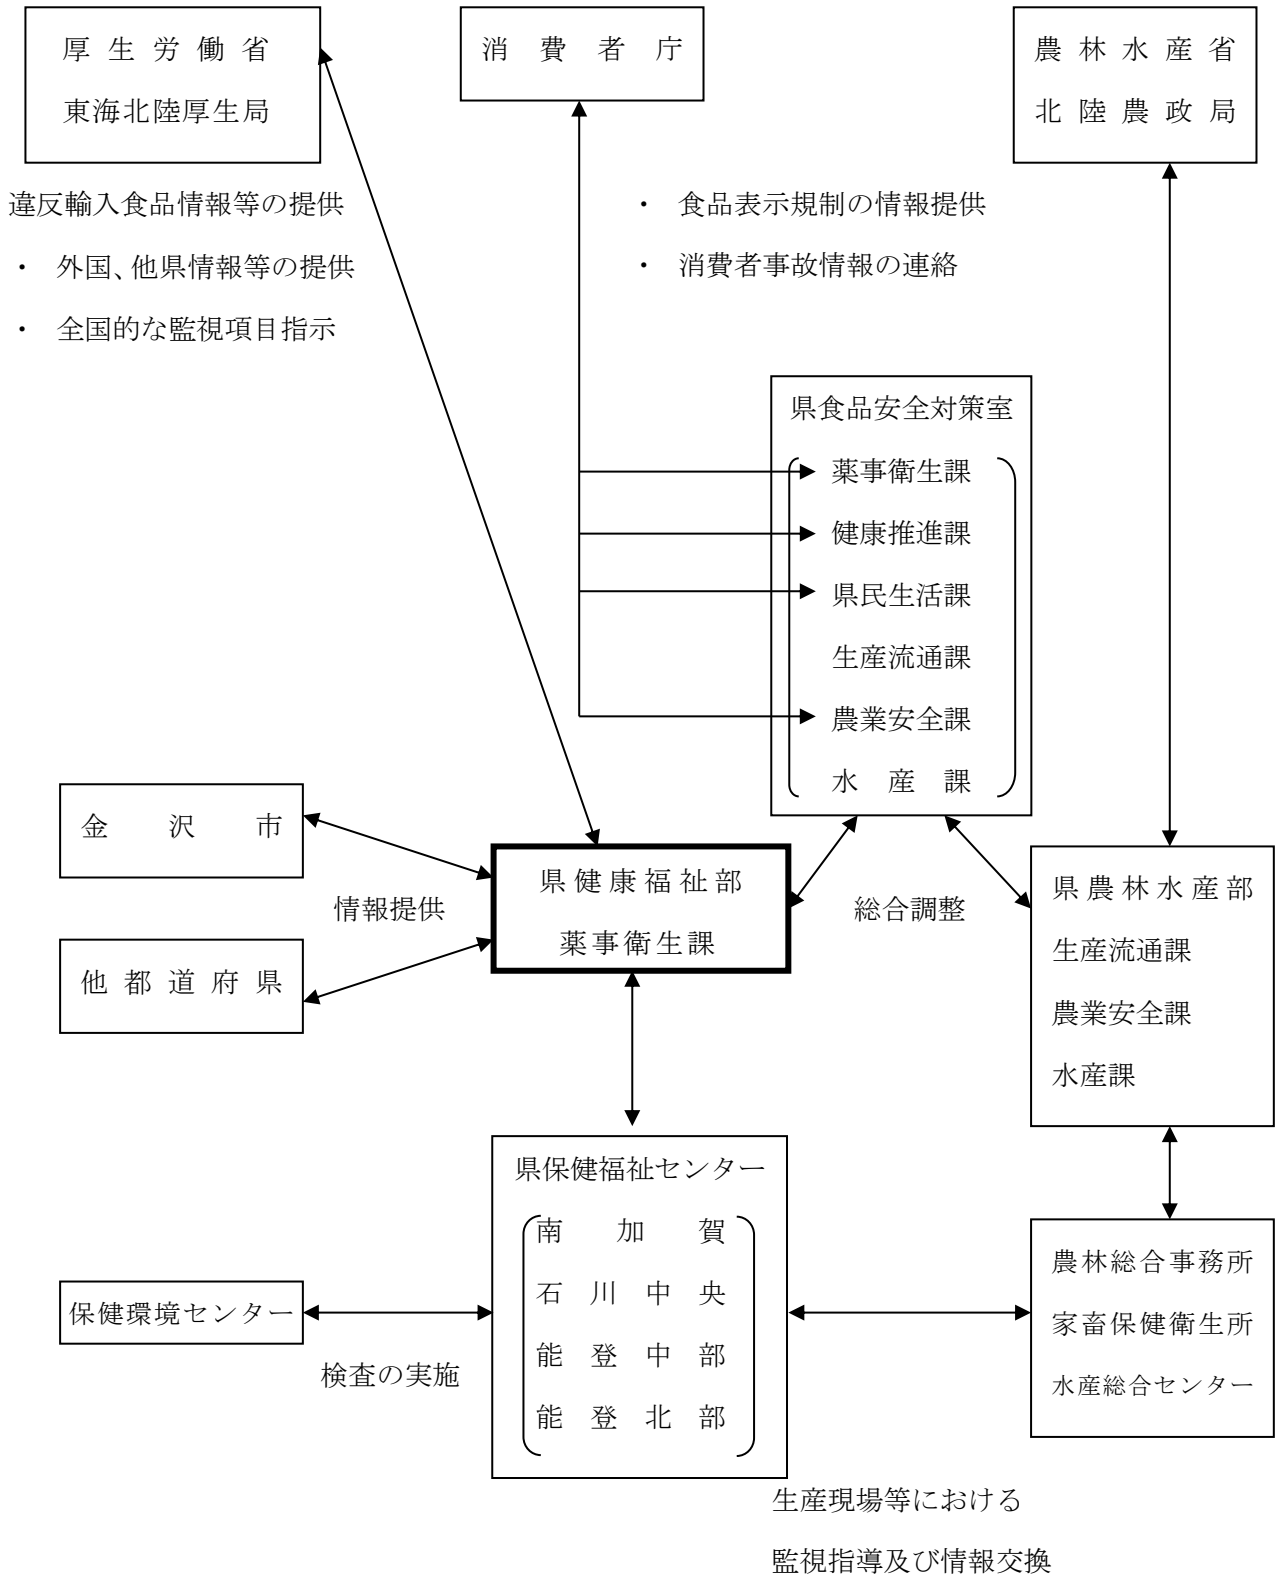 厚生労働省
東海北陸厚生局
消費者庁
農林水産省
北陸農政局
違反輸入食品情報等の提供
・ 外国、他県情報等の提供
・ 全国的な監視項目指示
・ 食品表示規制の情報提供
・ 消費者事故情報の連絡
県食品安全対策室
薬事衛生課
健康推進課
県民生活課
生産流通課
農業安全課
水産課
金沢市
情報提供
他都道府県
県健康福祉部
薬事衛生課
総合調整
県農林水産部
生産流通課
農業安全課
水産課
県保健福祉センター
南加賀
石川中央
能登中部
能登北部
保健環境センター
検査の実施
農林総合事務所
家畜保健衛生所
水産総合センター
生産現場等における
監視指導及び情報交換